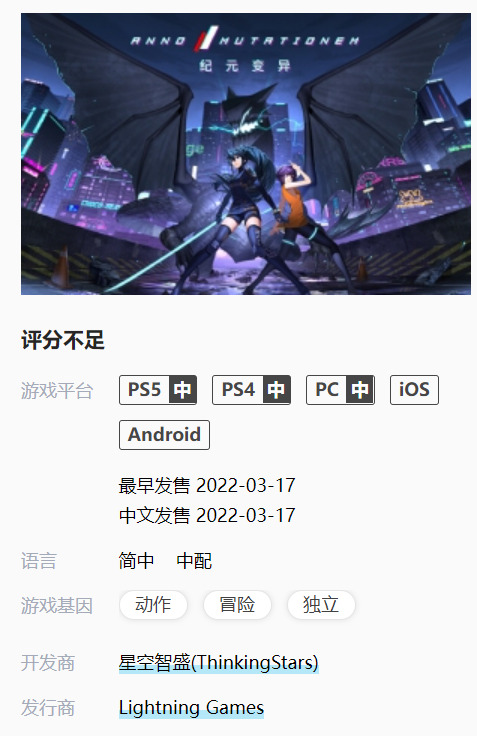 ANNO MUTATIONEM
纪元变异
评分不足
游戏平台 PS5 中 PS4 中 PC 中 iOS
Android
最早发售 2022-03-17
中文发售 2022-03-17
语言 简中 中配
游戏基因 动作 冒险 独立
开发商 星空智盛(ThinkingStars)
发行商 Lightning Games